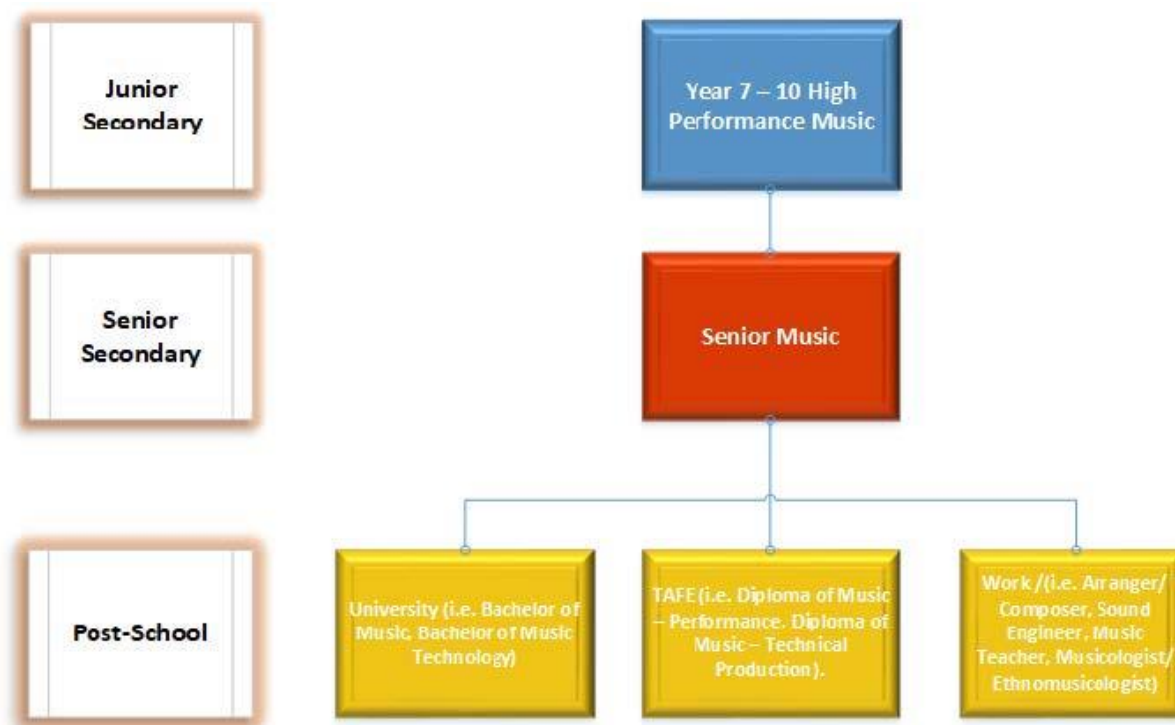 Junior
Secondary
Year 7 – 10 High
Performance Music
Senior
Secondary
Senior Music
Post-School
University (i.e. Bachelor of
Music, Bachelor of Music
Technology)
TAFE (i.e. Diploma of Music
– Performance. Diploma of
Music – Technical
Production).
Work /(i.e. Arranger/
Composer, Sound
Engineer, Music
Teacher, Musicologist/
Ethnomusicologist)